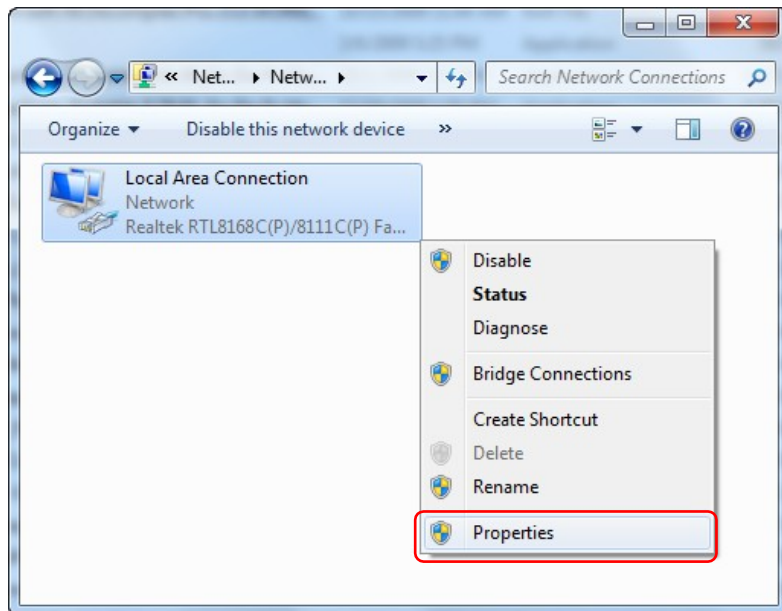 « Net... Netw...
Search Network Connections
Organize Disable this network device »
Local Area Connection
Network
Realtek RTL8168C(P)/8111C(P) Fa...
Disable
Status
Diagnose
Bridge Connections
Create Shortcut
Delete
Rename
Properties